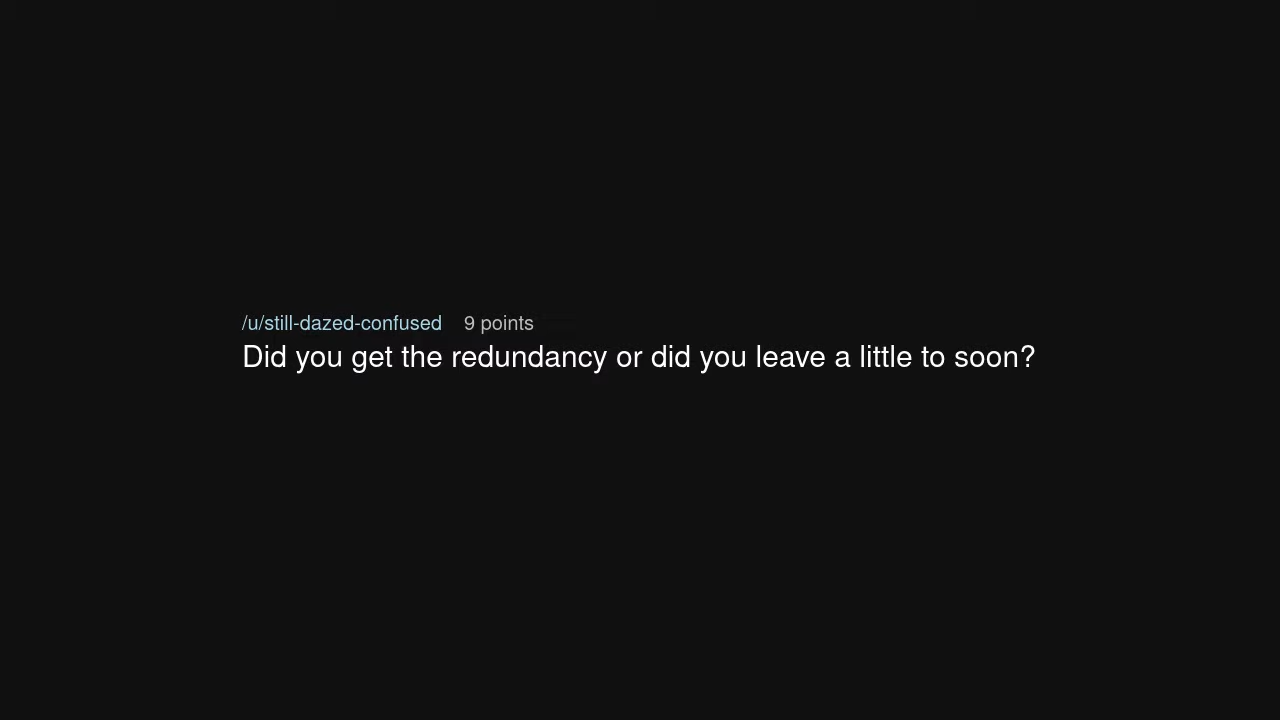 /u/still-dazed-confused 9 points
Did you get the redundancy or did you leave a little to soon?